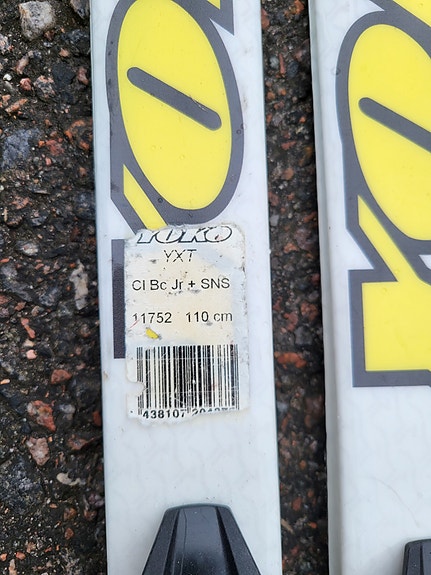 YOKO
YXT
Cl Bc Jr + SNS
11752 110 cm